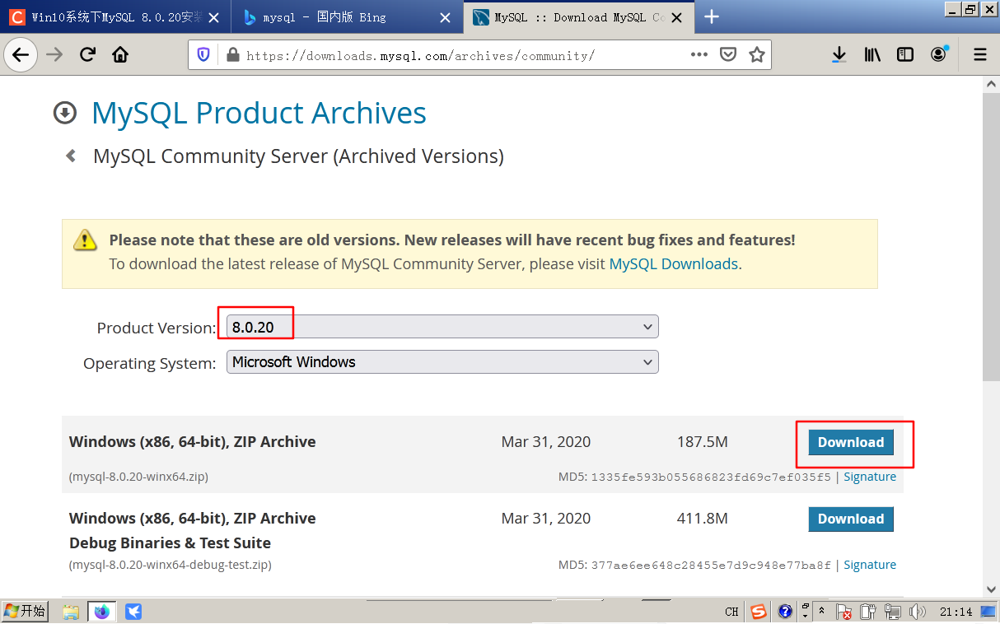 Win10系统下MySQL 8.0.20安装
mysql - 国内版 Bing
MySQL :: Download MySQL Co
https://downloads.mysql.com/archives/community/
MySQL Product Archives
MySQL Community Server (Archived Versions)
Please note that these are old versions. New releases will have recent bug fixes and features!
To download the latest release of MySQL Community Server, please visit MySQL Downloads.
Product Version: 8.0.20
Operating System: Microsoft Windows
Windows (x86, 64-bit), ZIP Archive Mar 31, 2020 187.5M Download
(mysql-8.0.20-winx64.zip) MD5: 1335fe593b055686823fd69c7ef035f5 | Signature
Windows (x86, 64-bit), ZIP Archive Mar 31, 2020 411.8M Download
Debug Binaries & Test Suite
(mysql-8.0.20-winx64-debug-test.zip) MD5: 377ae6ee648c28455e7d9c948e77ba8f | Signature
开始 CH 21:14